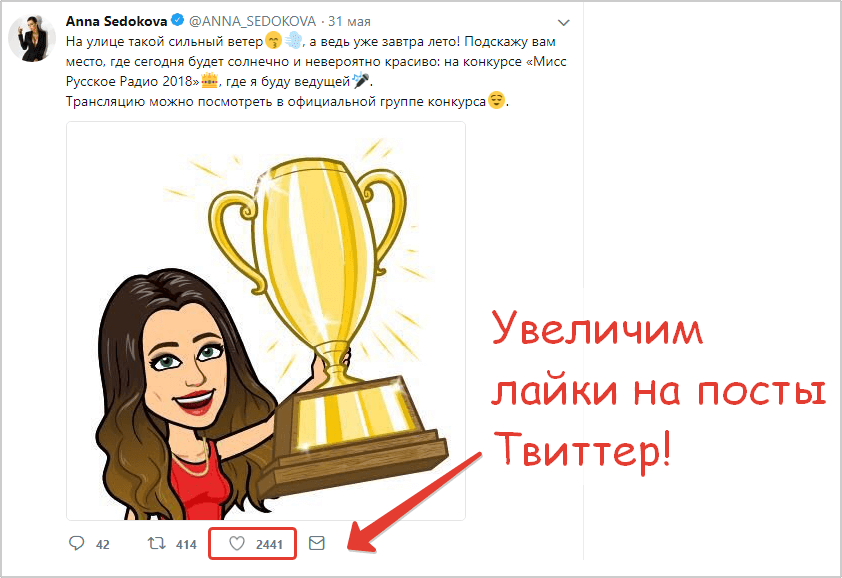 Anna Sedokova @ANNA_SEDOKOVA · 31 мая
На улице такой сильный ветер😙💨, а ведь уже завтра лето! Подскажу вам
место, где сегодня будет солнечно и невероятно красиво: на конкурсе «Мисс
Русское Радио 2018»👑, где я буду ведущей🎤.
Трансляцию можно посмотреть в официальной группе конкурса😌.
Увеличим
лайки на посты
Твиттер!
42 414 2441